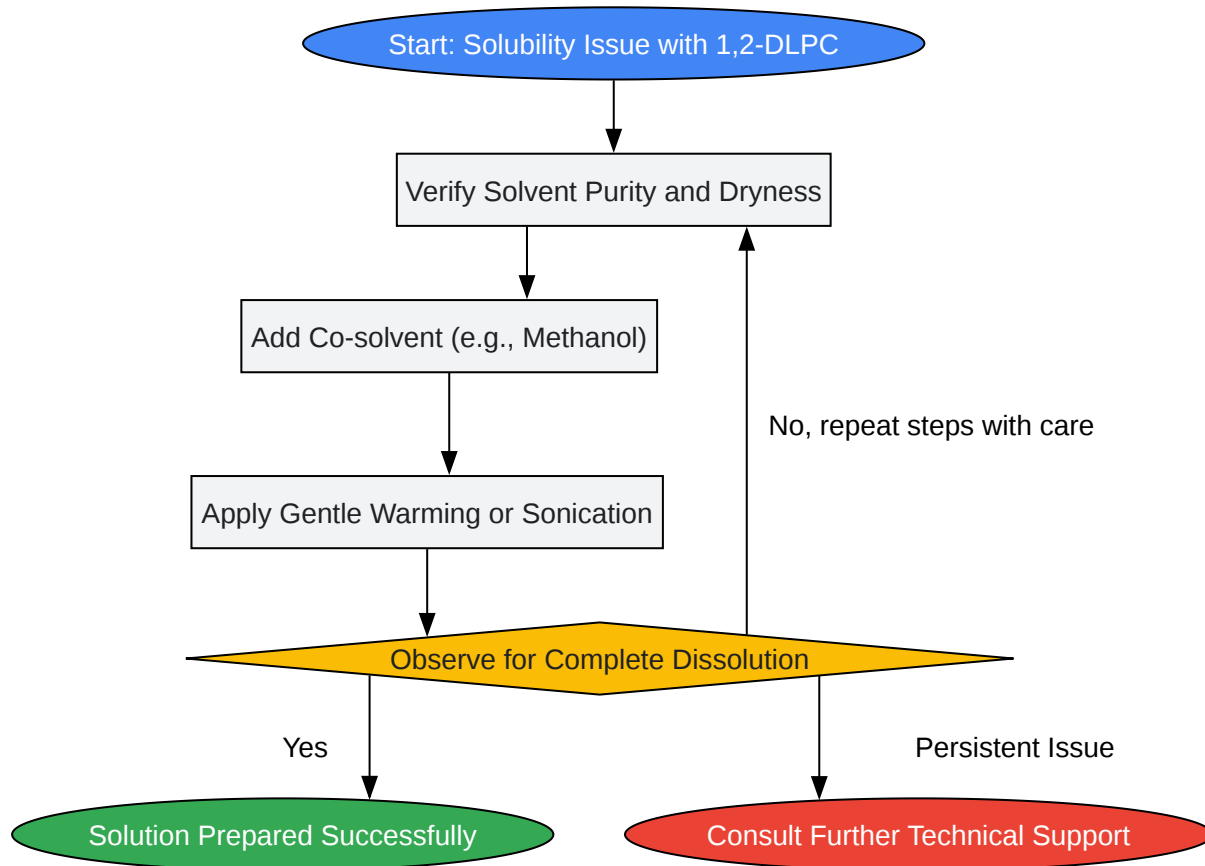 Start: Solubility Issue with 1,2-DLPC
Verify Solvent Purity and Dryness
Add Co-solvent (e.g., Methanol)
No, repeat steps with care
Apply Gentle Warming or Sonication
Observe for Complete Dissolution
Yes
Persistent Issue
Solution Prepared Successfully
Consult Further Technical Support